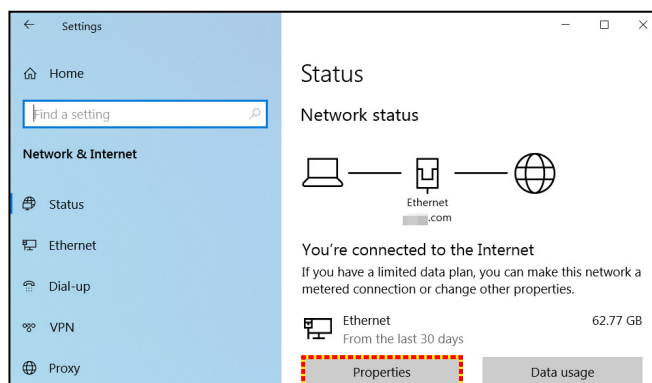 Settings
Home
Find a setting
Network & Internet
Status
Ethernet
Dial-up
VPN
Proxy
Status
Network status
Ethernet
.com
You're connected to the Internet
If you have a limited data plan, you can make this network a
metered connection or change other properties.
Ethernet 62.77 GB
From the last 30 days
Properties Data usage